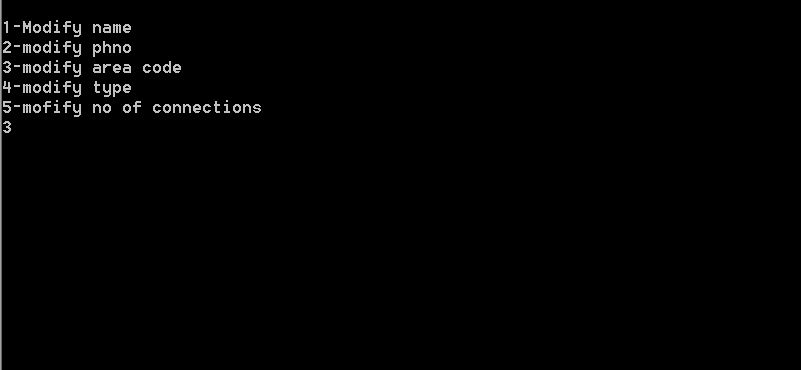 1-Modify name
2-modify phno
3-modify area code
4-modify type
5-mofify no of connections
3